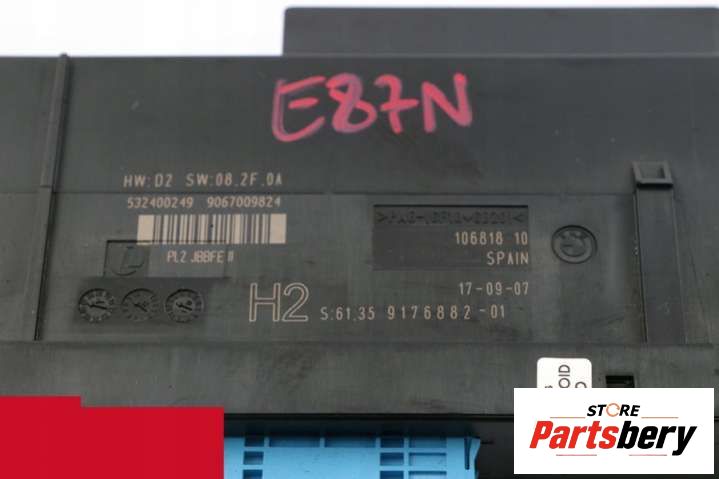 E87N
HW:D2 SW:08.2F.0A
532400249 9067009824
106818 10
SPAIN
PL2 JBBFE II
17-09-07
H2 S:61.35 9176882-01
STORE
Partsbery